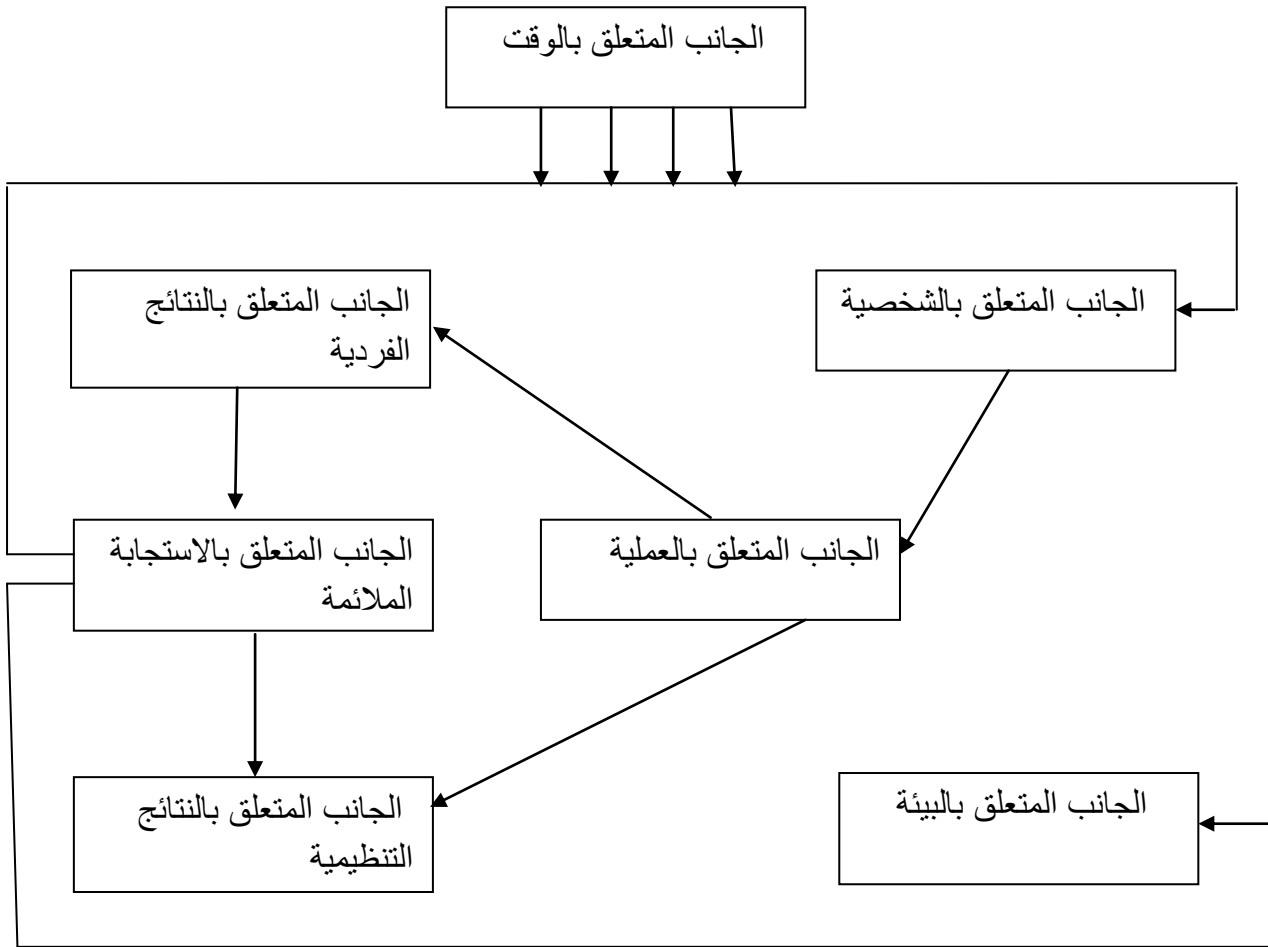 الجانب المتعلق بالوقت
الجانب المتعلق بالشخصية
الجانب المتعلق بالنتائج
الفردية
الجانب المتعلق بالعملية
الجانب المتعلق بالاستجابة
الملائمة
الجانب المتعلق بالبيئة
الجانب المتعلق بالنتائج
التنظيمية